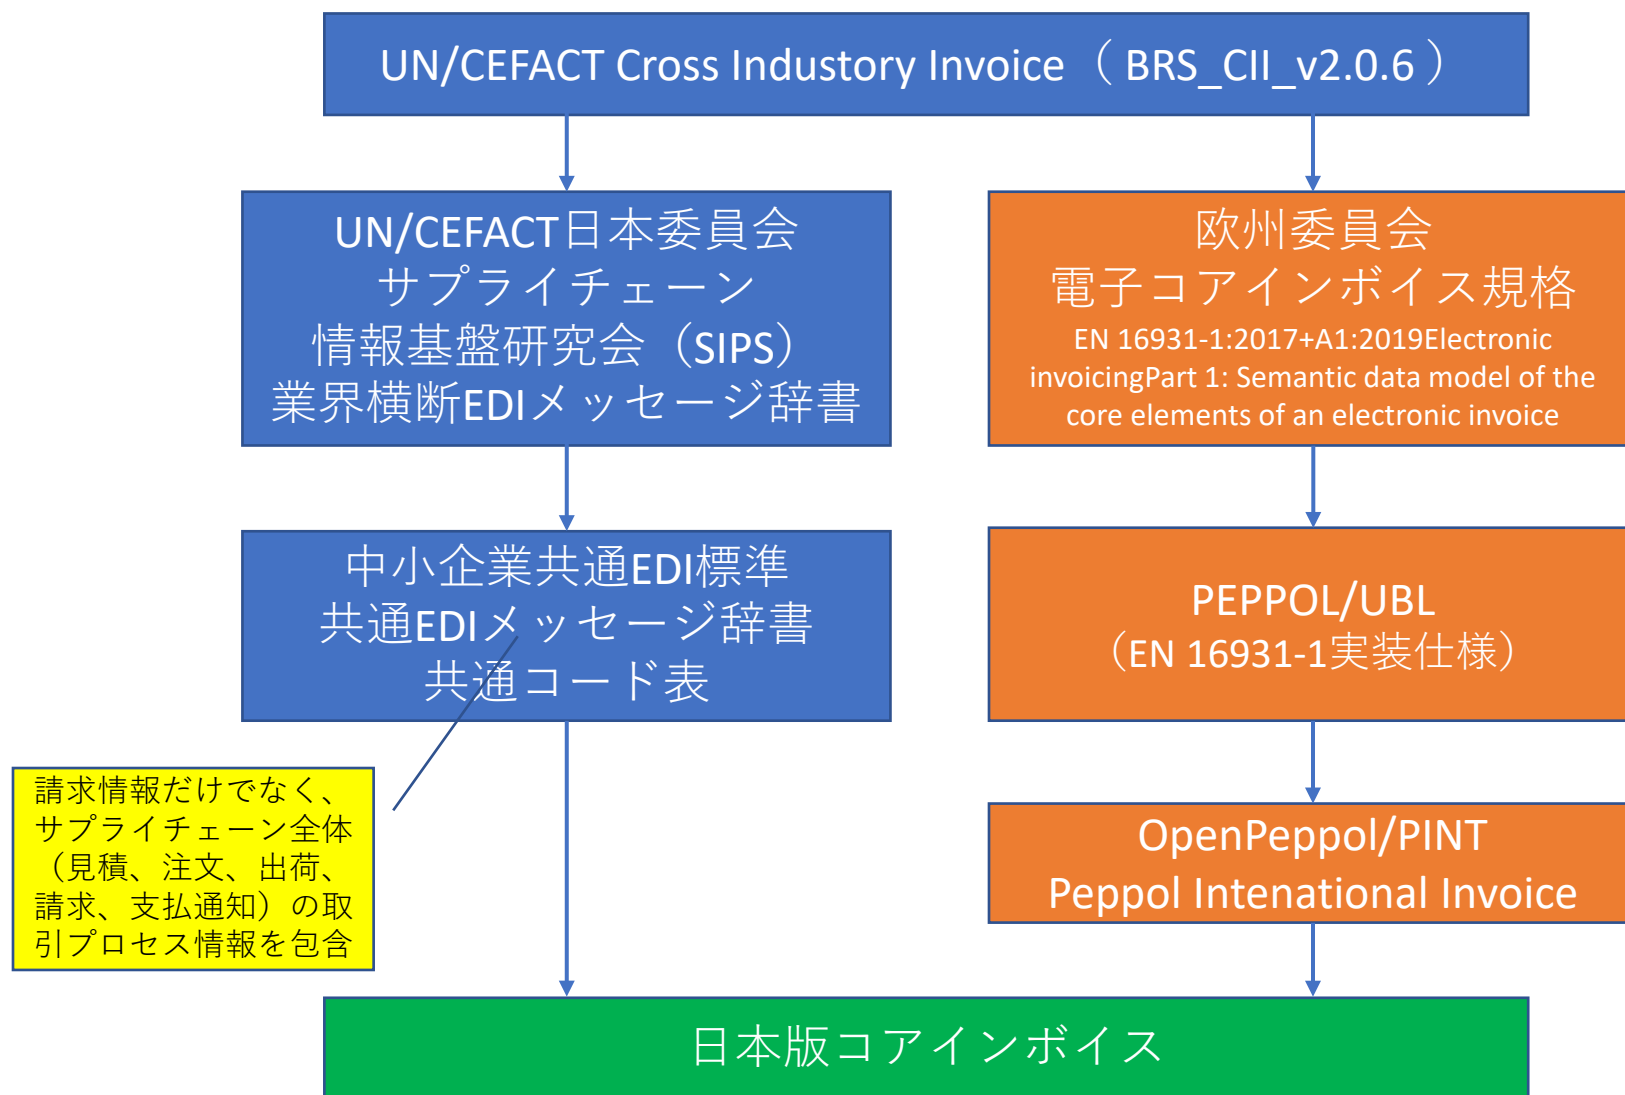 UN/CEFACT Cross Industory Invoice（ BRS_CII_v2.0.6 ）
UN/CEFACT日本委員会
サプライチェーン
情報基盤研究会（SIPS）
業界横断EDIメッセージ辞書
欧州委員会
電子コアインボイス規格
EN 16931-1:2017+A1:2019Electronic
invoicingPart 1: Semantic data model of the
core elements of an electronic invoice
中小企業共通EDI標準
共通EDIメッセージ辞書
共通コード表
PEPPOL/UBL
（EN 16931-1実装仕様）
請求情報だけでなく、
サプライチェーン全体
（見積、注文、出荷、
請求、支払通知）の取
引プロセス情報を包含
OpenPeppol/PINT
Peppol Intenational Invoice
日本版コアインボイス